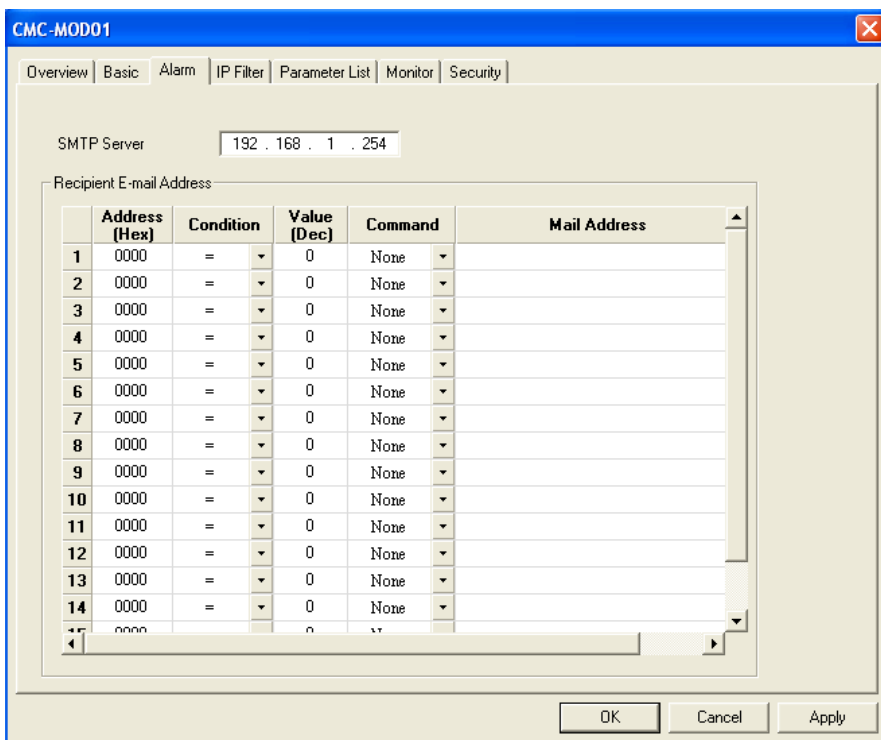 CMC-MOD01
Overview Basic Alarm IP Filter Parameter List Monitor Security
SMTP Server 192 . 168 . 1 . 254
Recipient E-mail Address
Address (Hex) Condition Value (Dec) Command Mail Address
1 0000 = 0 None
2 0000 = 0 None
3 0000 = 0 None
4 0000 = 0 None
5 0000 = 0 None
6 0000 = 0 None
7 0000 = 0 None
8 0000 = 0 None
9 0000 = 0 None
10 0000 = 0 None
11 0000 = 0 None
12 0000 = 0 None
13 0000 = 0 None
14 0000 = 0 None
OK Cancel Apply